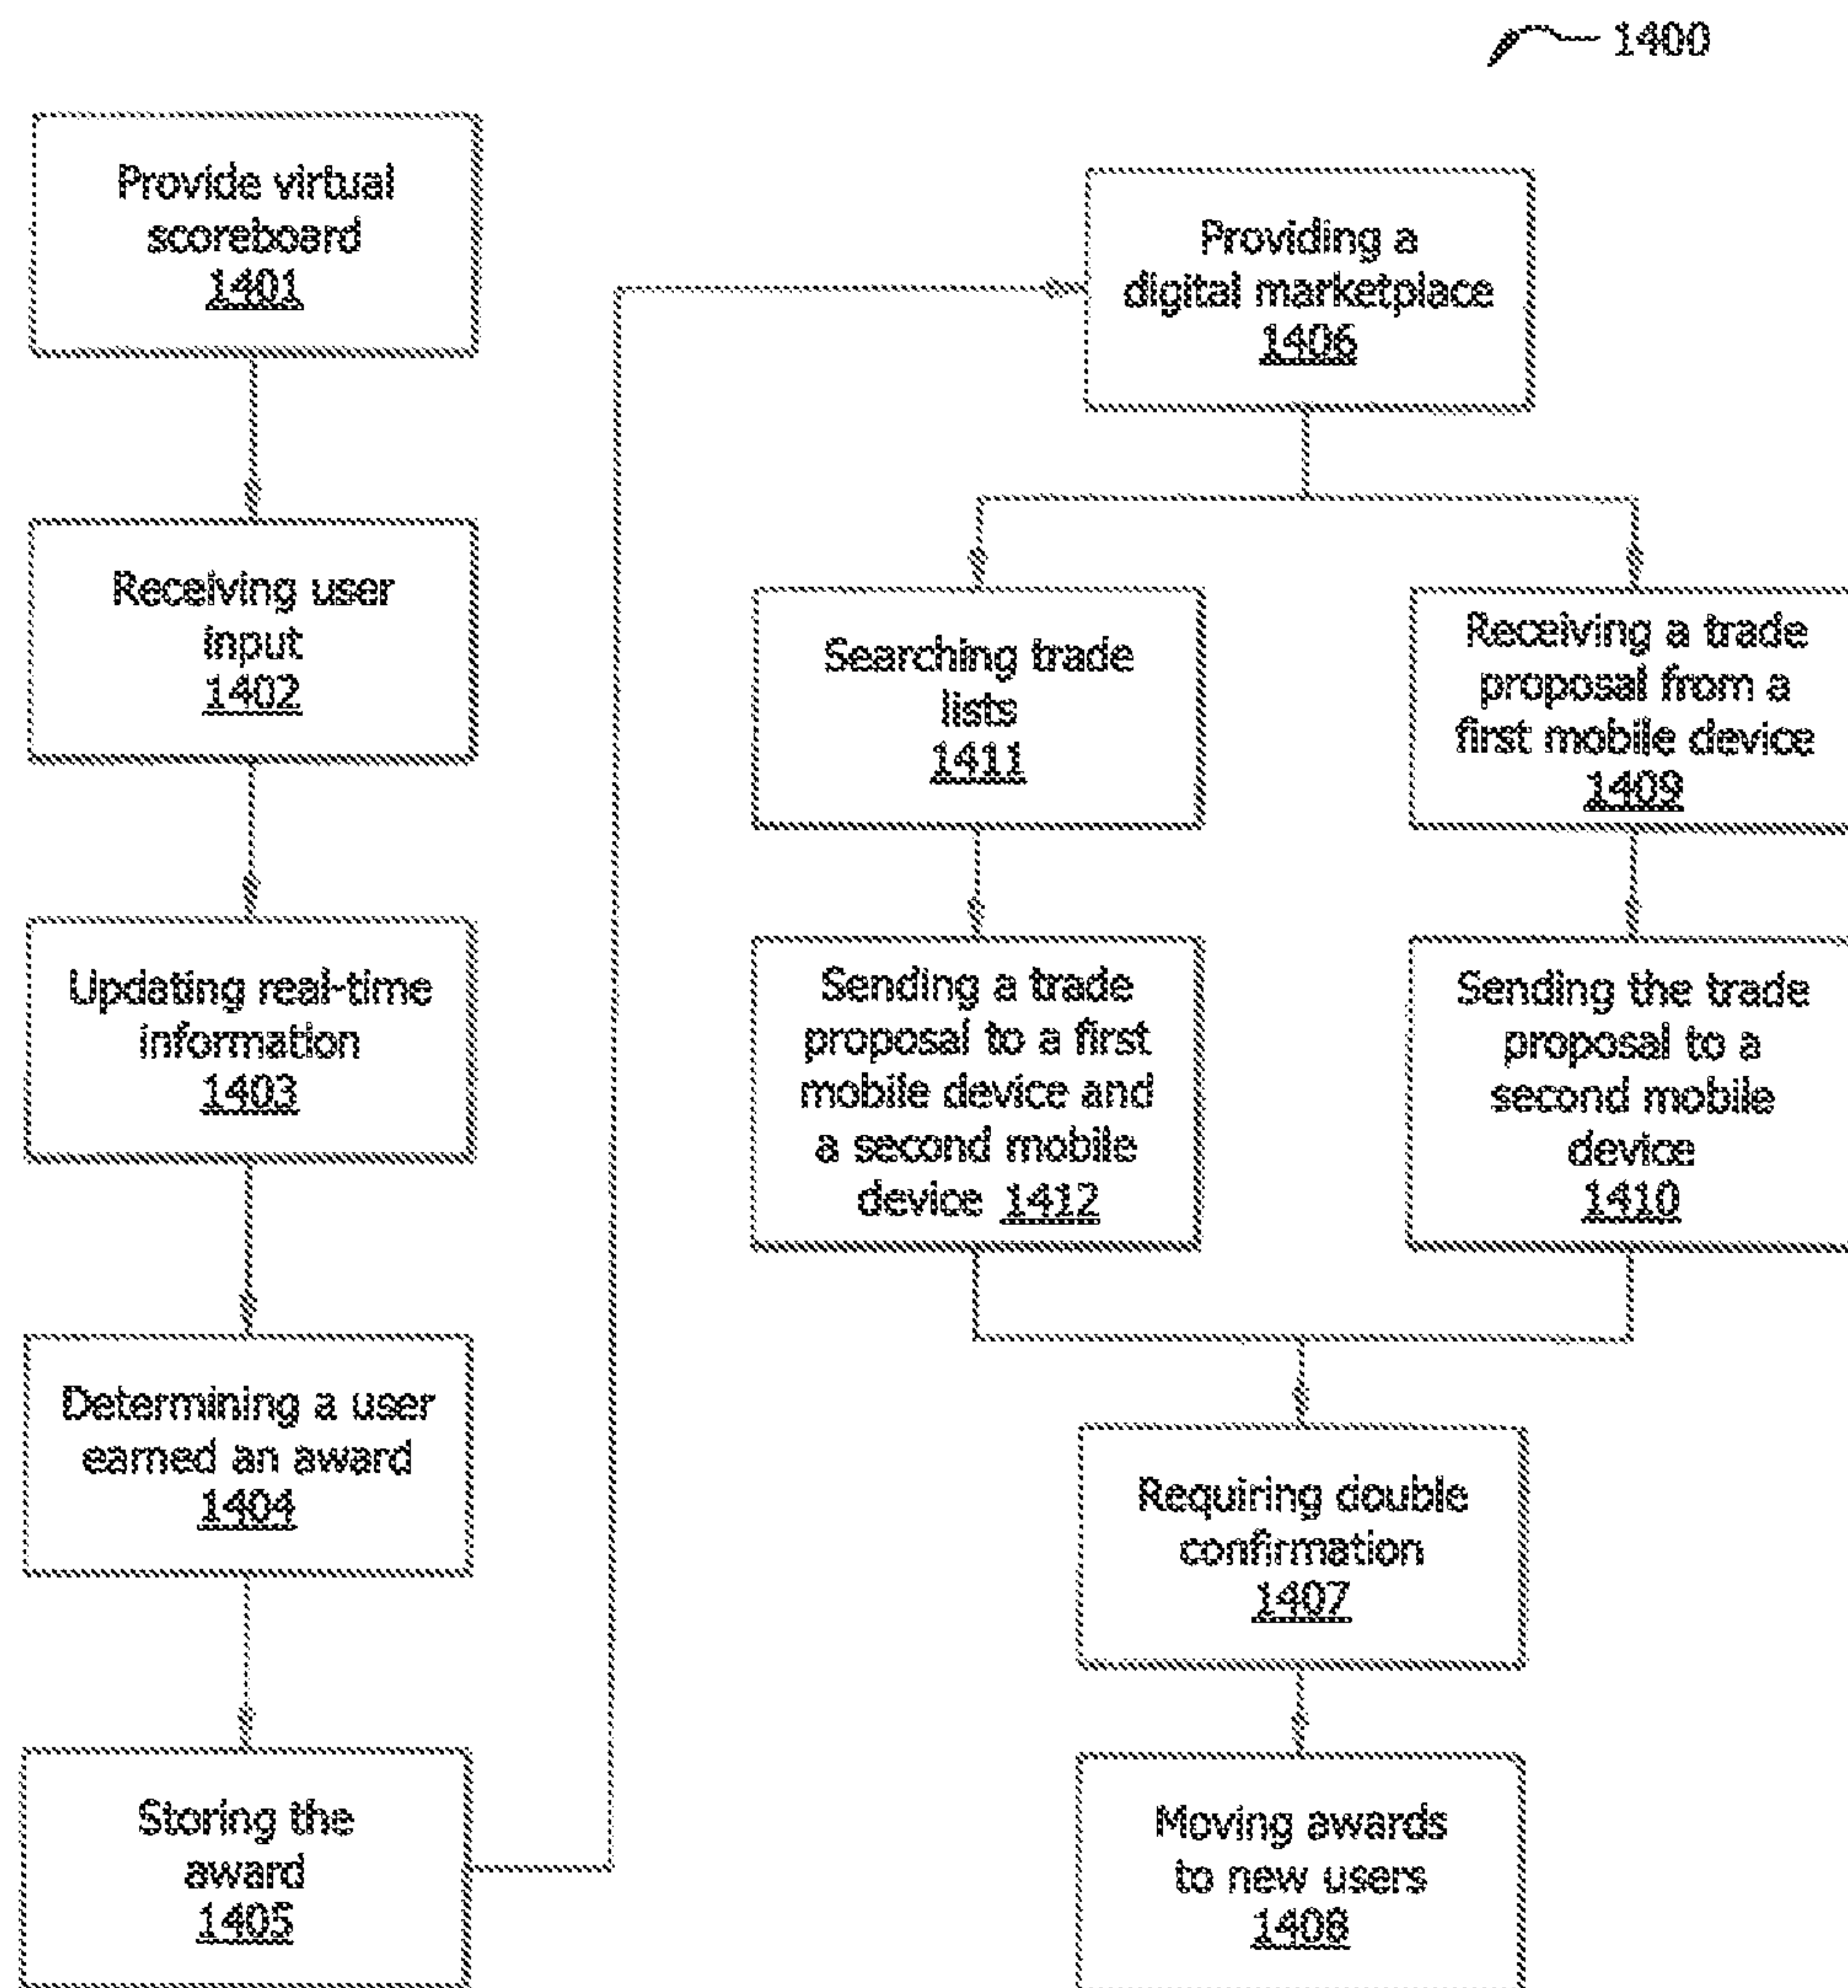 1400
Provide virtual
scoreboard
1401
Receiving user
input
1402
Updating real-time
information
1403
Determining a user
earned an award
1404
Storing the
award
1405
Providing a
digital marketplace
1406
Searching trade
lists
1411
Sending a trade
proposal to a first
mobile device and
a second mobile
device 1412
Receiving a trade
proposal from a
first mobile device
1409
Sending the trade
proposal to a
second mobile
device
1410
Requiring double
confirmation
1407
Moving awards
to new users
1408